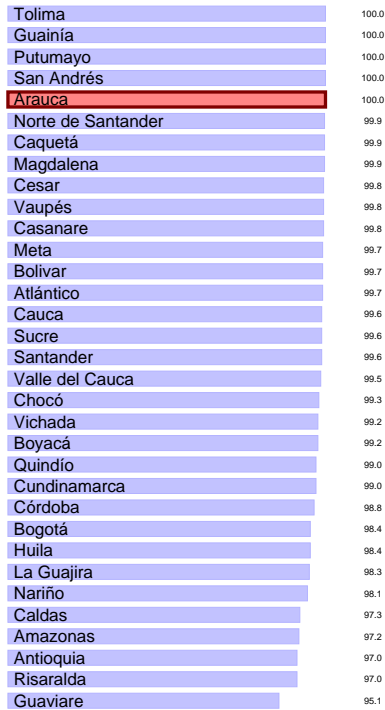 Tolima 100.0
Guainía 100.0
Putumayo 100.0
San Andrés 100.0
Arauca 100.0
Norte de Santander 99.9
Caquetá 99.9
Magdalena 99.9
Cesar 99.8
Vaupés 99.8
Casanare 99.8
Meta 99.7
Bolivar 99.7
Atlántico 99.7
Cauca 99.6
Sucre 99.6
Santander 99.6
Valle del Cauca 99.5
Chocó 99.3
Vichada 99.2
Boyacá 99.2
Quindío 99.0
Cundinamarca 99.0
Córdoba 98.8
Bogotá 98.4
Huila 98.4
La Guajira 98.3
Nariño 98.1
Caldas 97.3
Amazonas 97.2
Antioquia 97.0
Risaralda 97.0
Guaviare 95.1